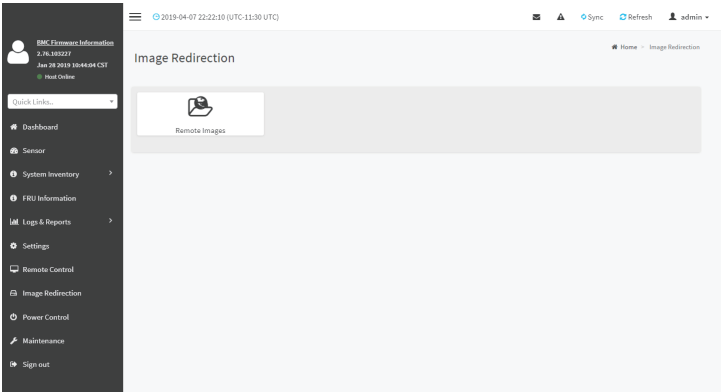 2019-04-07 22:22:10 (UTC-11:30 UTC)
Sync
Refresh
admin
BMC Firmware Information
2.76.103227
Jan 28 2019 10:44:04 CST
Host Online
Quick Links..
Dashboard
Sensor
System Inventory
FRU Information
Logs & Reports
Settings
Remote Control
Image Redirection
Power Control
Maintenance
Sign out
Image Redirection
Home
Image Redirection
Remote Images